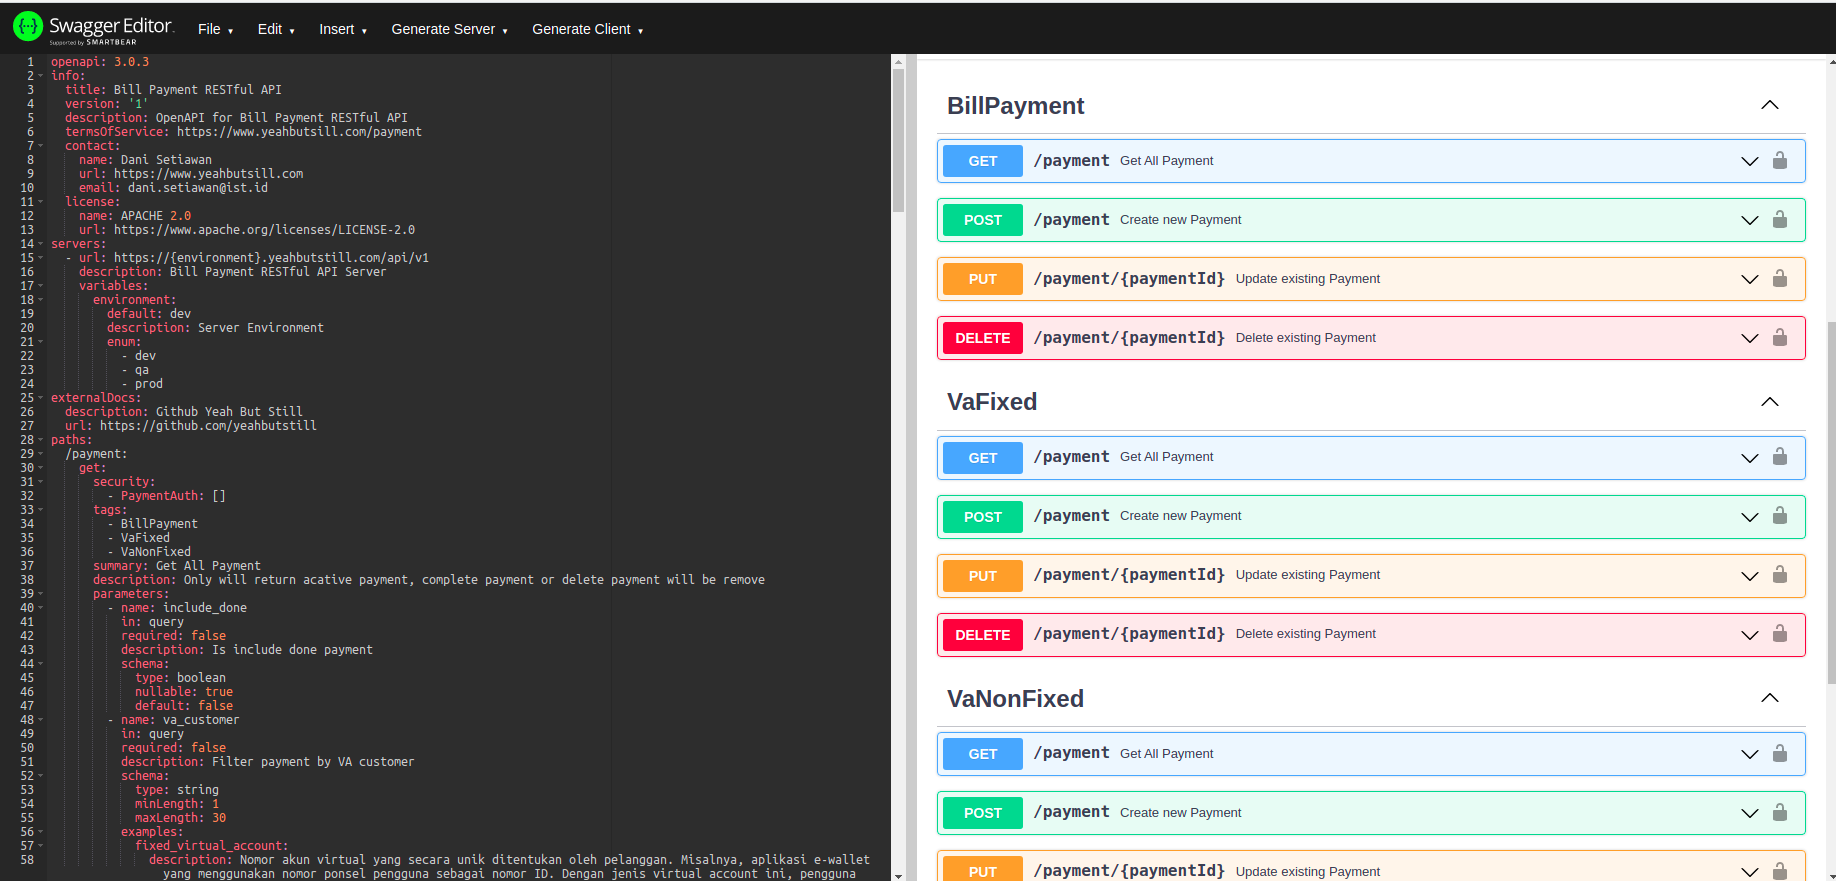 Swagger Editor
Supported by SMARTBEAR
File Edit Insert Generate Server Generate Client
1 openapi: 3.0.3
2 info:
3 title: Bill Payment RESTful API
4 version: '1'
5 description: OpenAPI for Bill Payment RESTful API
6 termsOfService: https://www.yeahbutsill.com/payment
7 contact:
8 name: Dani Setiawan
9 url: https://www.yeahbutsill.com
10 email: dani.setiawan@ist.id
11 license:
12 name: APACHE 2.0
13 url: https://www.apache.org/licenses/LICENSE-2.0
14 servers:
15 - url: https://{environment}.yeahbutstill.com/api/v1
16 description: Bill Payment RESTful API Server
17 variables:
18 environment:
19 default: dev
20 description: Server Environment
21 enum:
22 - dev
23 - qa
24 - prod
25 externalDocs:
26 description: Github Yeah But Still
27 url: https://github.com/yeahbutstill
28 paths:
29 /payment:
30 get:
31 security:
32 - PaymentAuth: []
33 tags:
34 - BillPayment
35 - VaFixed
36 - VaNonFixed
37 summary: Get All Payment
38 description: Only will return acative payment, complete payment or delete payment will be remove
39 parameters:
40 - name: include_done
41 in: query
42 required: false
43 description: Is include done payment
44 schema:
45 type: boolean
46 nullable: true
47 default: false
48 - name: va_customer
49 in: query
50 required: false
51 description: Filter payment by VA customer
52 schema:
53 type: string
54 minLength: 1
55 maxLength: 30
56 examples:
57 fixed_virtual_account:
58 description: Nomor akun virtual yang secara unik ditentukan oleh pelanggan. Misalnya, aplikasi e-wallet
yang menggunakan nomor ponsel pengguna sebagai nomor ID. Dengan jenis virtual account ini, pengguna
BillPayment
GET /payment Get All Payment
POST /payment Create new Payment
PUT /payment/{paymentId} Update existing Payment
DELETE /payment/{paymentId} Delete existing Payment
VaFixed
GET /payment Get All Payment
POST /payment Create new Payment
PUT /payment/{paymentId} Update existing Payment
DELETE /payment/{paymentId} Delete existing Payment
VaNonFixed
GET /payment Get All Payment
POST /payment Create new Payment
PUT /payment/{paymentId} Update existing Payment